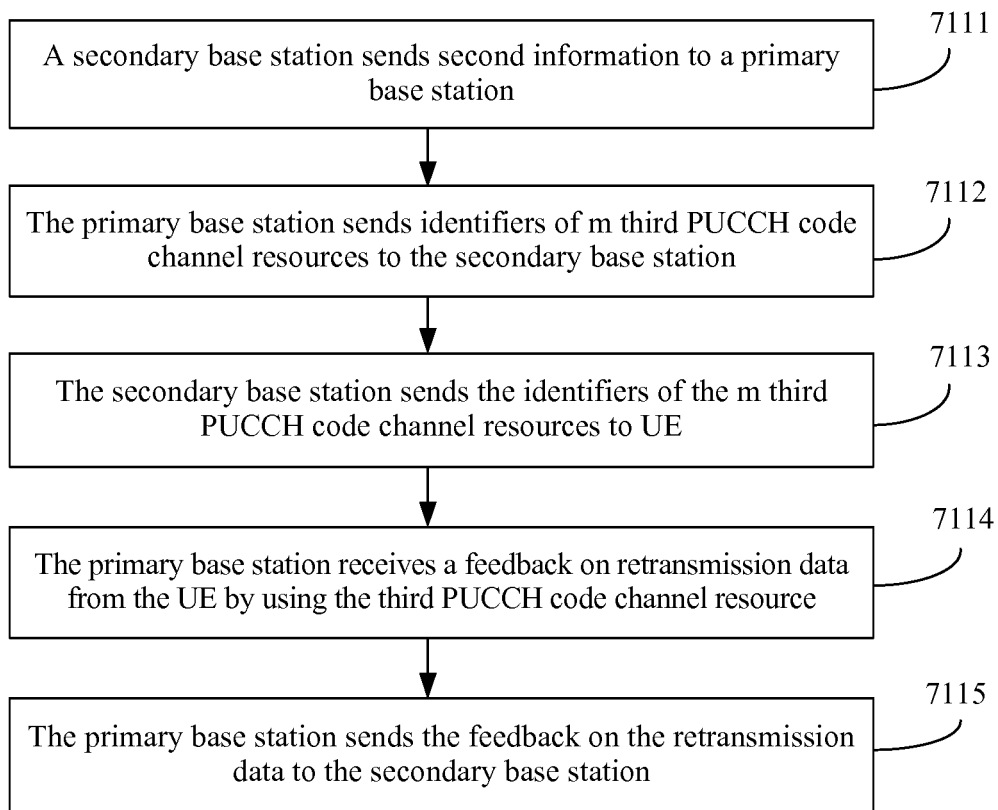 7111
A secondary base station sends second information to a primary
base station
7112
The primary base station sends identifiers of m third PUCCH code
channel resources to the secondary base station
7113
The secondary base station sends the identifiers of the m third
PUCCH code channel resources to UE
7114
The primary base station receives a feedback on retransmission data
from the UE by using the third PUCCH code channel resource
7115
The primary base station sends the feedback on the retransmission
data to the secondary base station